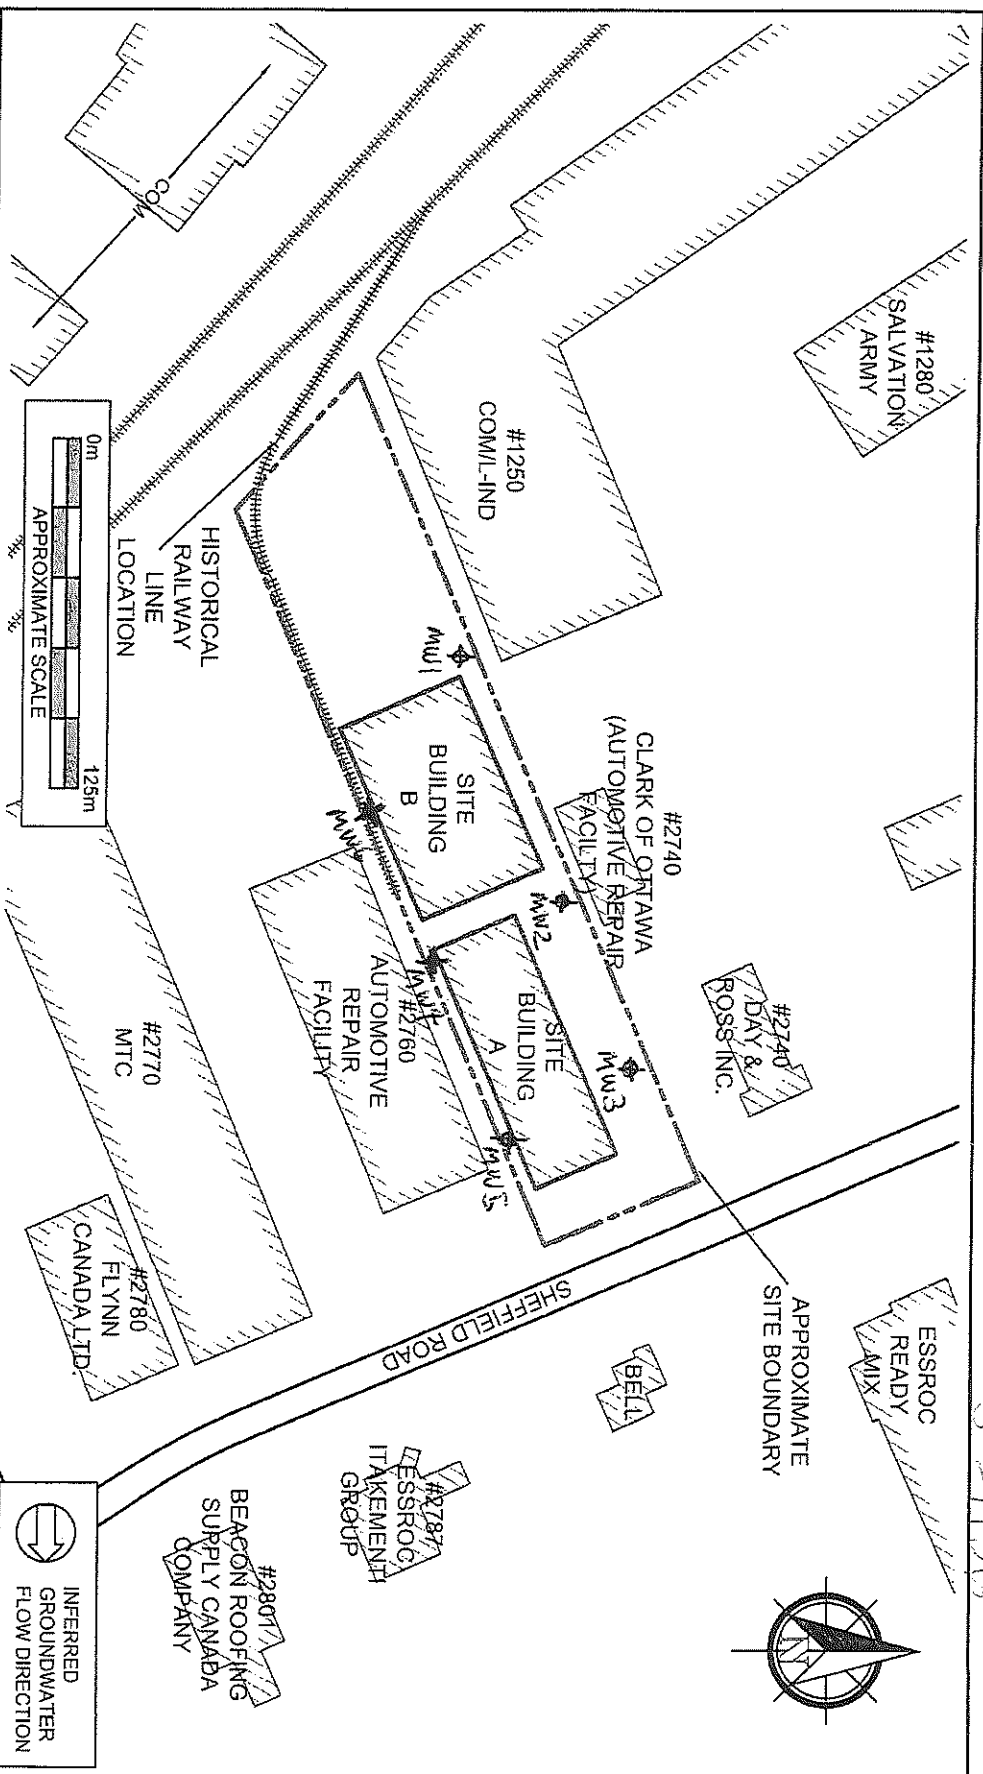 #1280
SALVATION
ARMY
#1250
COM/L-IND
#2740
CLARK OF OTTAWA
(AUTOMOTIVE REPAIR
FACILTY)
#2740
DAY &
ROSS INC.
ESSROC
READY
MIX
APPROXIMATE
SITE BOUNDARY
N
COM
HISTORICAL
RAILWAY
LINE
LOCATION
MW1
SITE
BUILDING
B
MW2
SITE
BUILDING
A
MW3
MW4
MW5
#2760
AUTOMOTIVE
REPAIR
FACILITY
#2770
MTC
#2780
FLYNN
CANADA LTD.
SHEFFIELD ROAD
BELL
#2787
ESSROC
ITAKEMENTI
GROUP
#2801
BEACON ROOFING
SUPPLY CANADA
COMPANY
0m
125m
APPROXIMATE SCALE
INFERRED
GROUNDWATER
FLOW DIRECTION